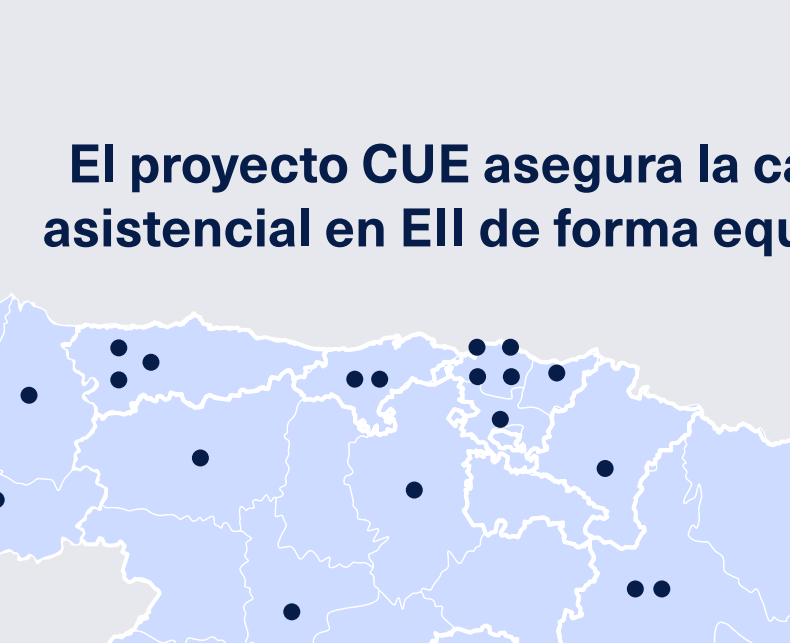 El proyecto CUE asegura la ca
asistencial en EII de forma equ